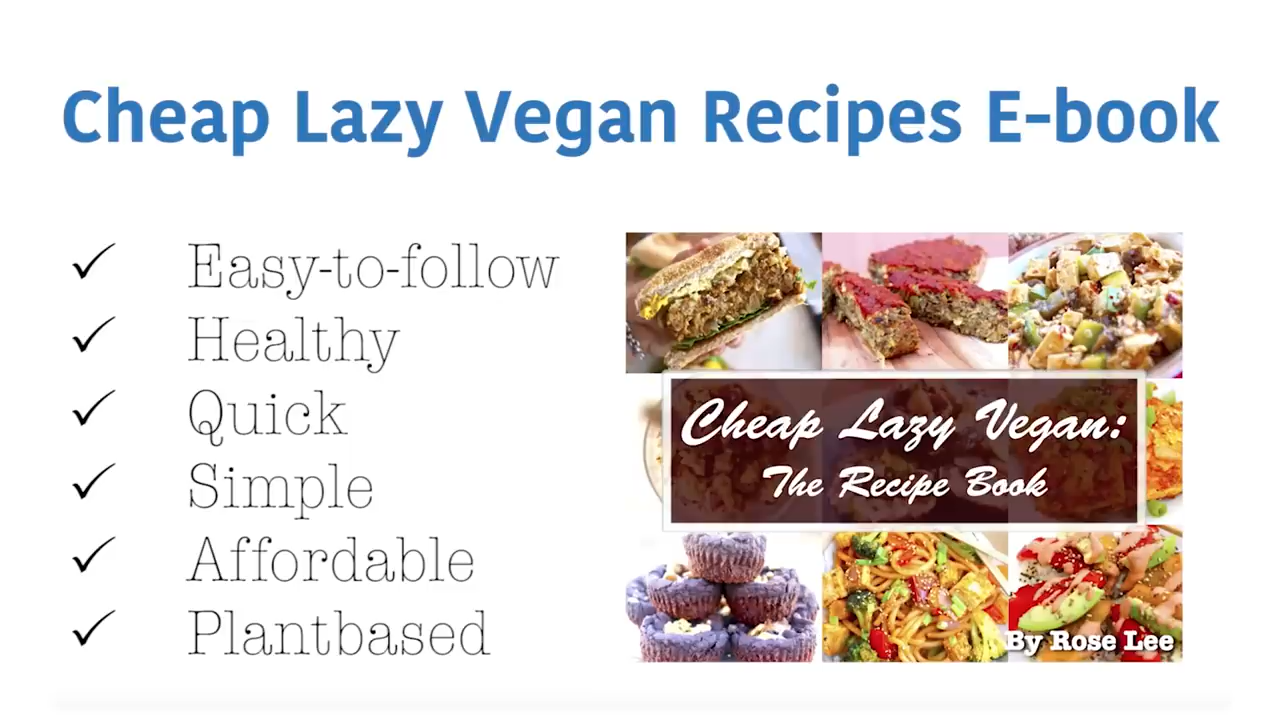 Cheap Lazy Vegan Recipes E-book
✓ Easy-to-follow
✓ Healthy
✓ Quick
✓ Simple
✓ Affordable
✓ Plantbased
Cheap Lazy Vegan:
The Recipe Book
By Rose Lee